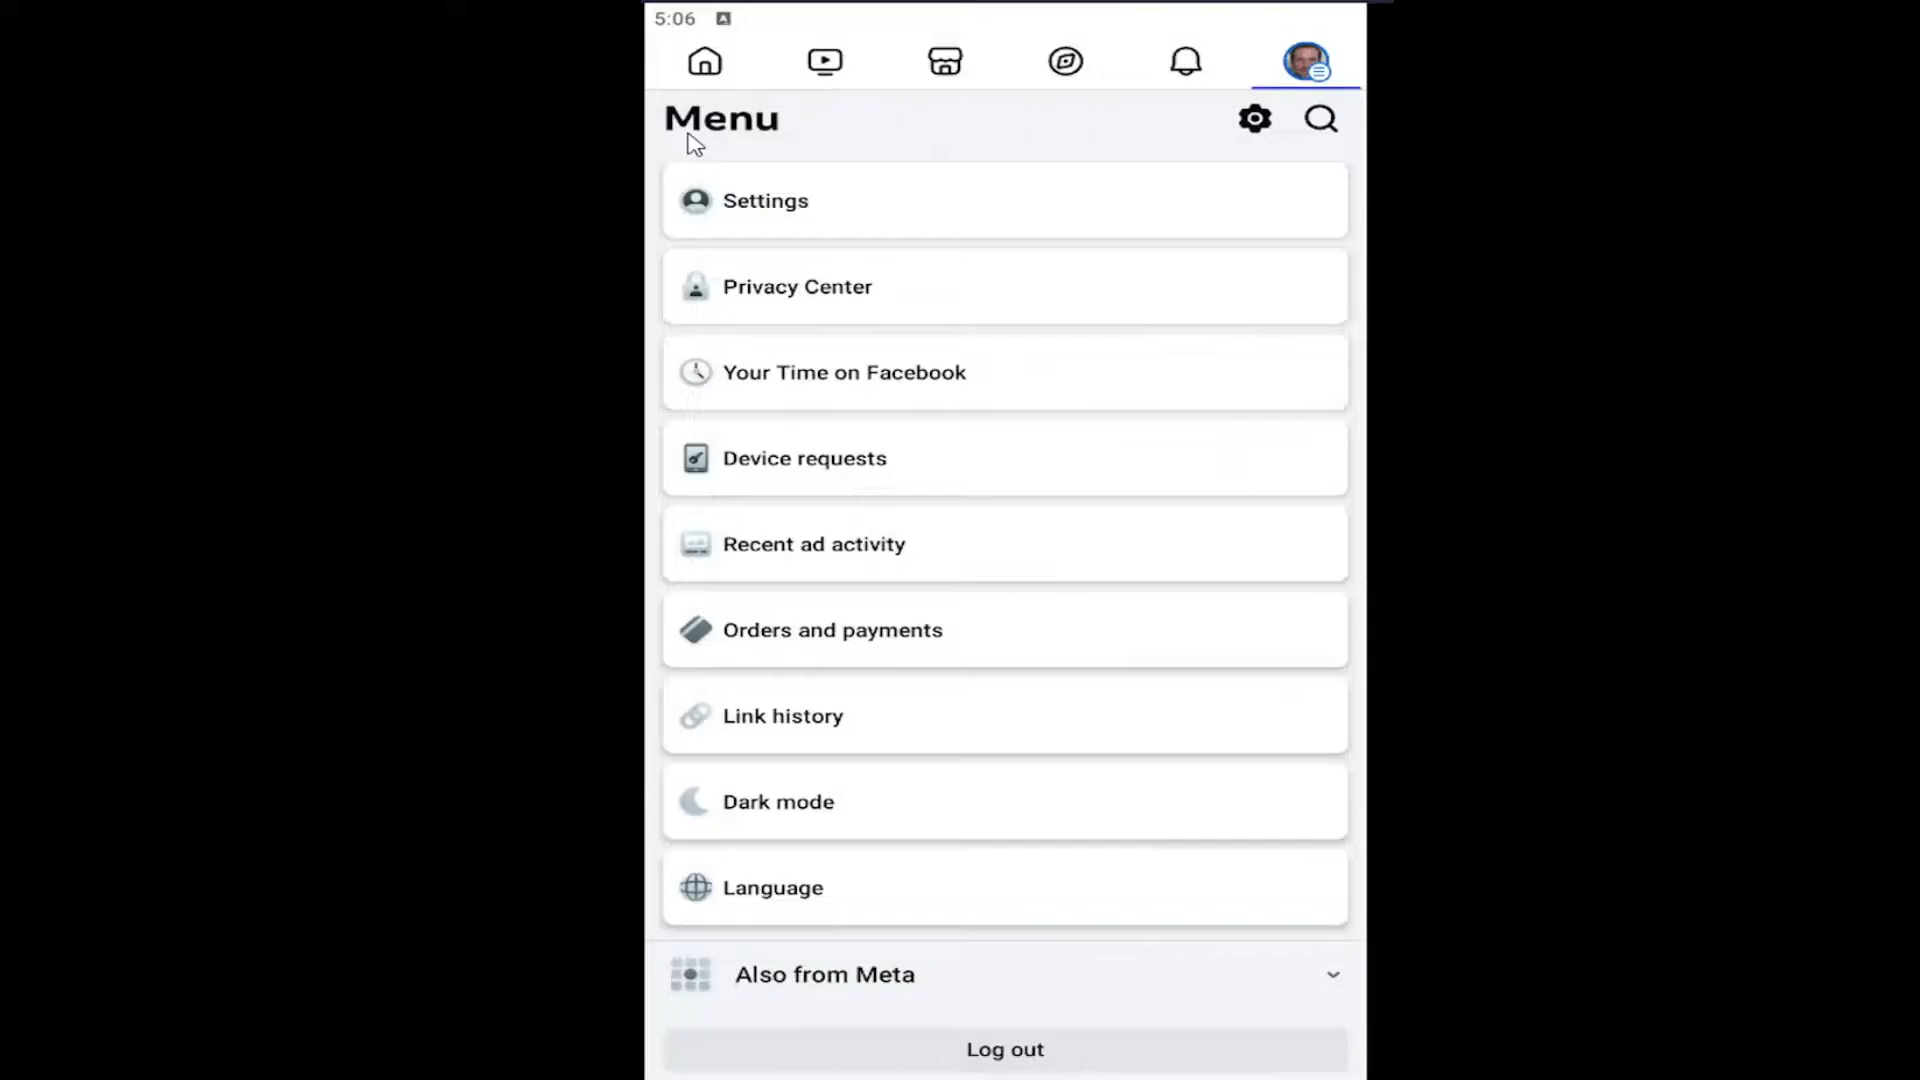 5:06
Menu
Settings
Privacy Center
Your Time on Facebook
Device requests
Recent ad activity
Orders and payments
Link history
Dark mode
Language
Also from Meta
Log out